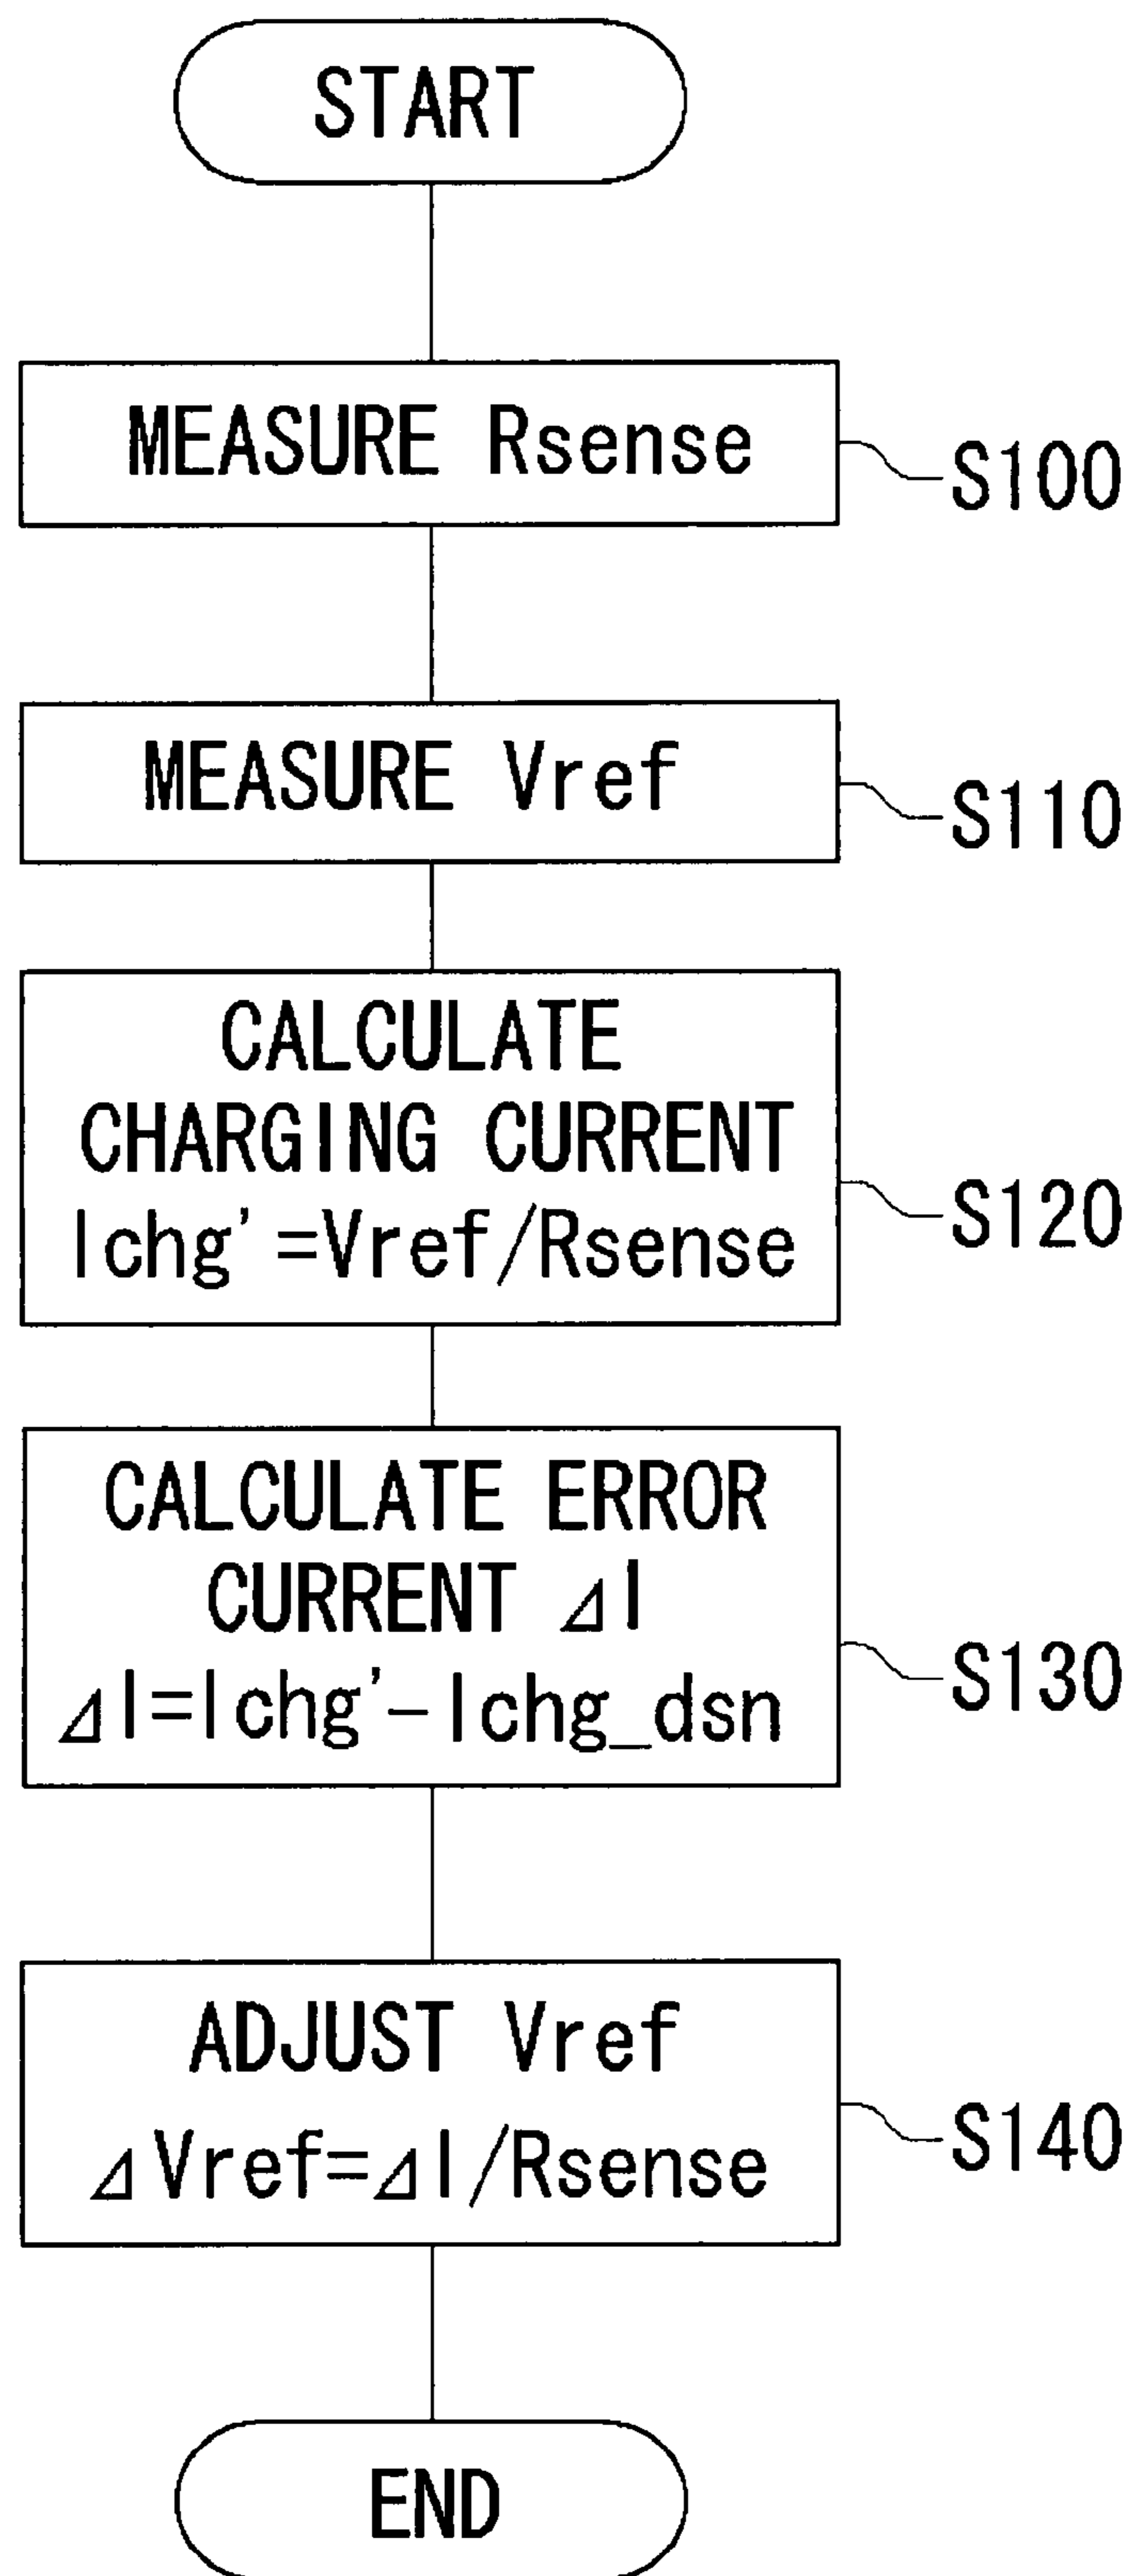 START
MEASURE Rsense
S100
MEASURE Vref
S110
CALCULATE
CHARGING CURRENT
Ichg'=Vref/Rsense
S120
CALCULATE ERROR
CURRENT ⊿I
⊿I=Ichg'-Ichg_dsn
S130
ADJUST Vref
⊿Vref=⊿I/Rsense
S140
END